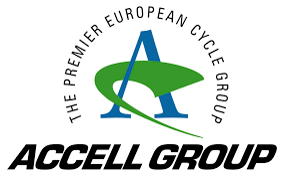 THE PREMIER EUROPEAN CYCLE GROUP
A
ACCELL GROUP